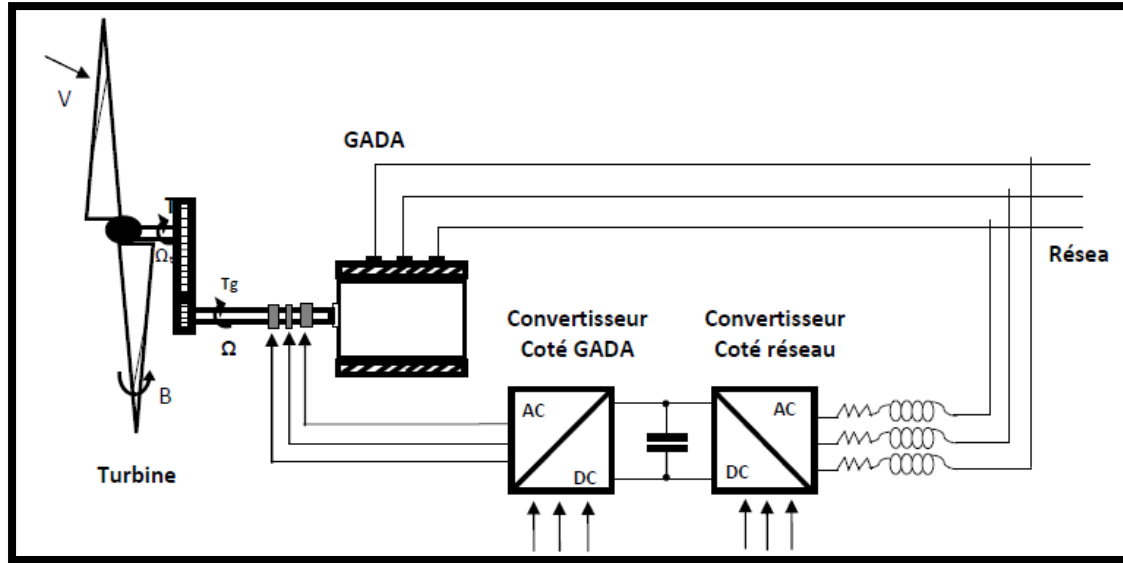 V
GADA
T
Ω
Tg
Ω
Résea
Convertisseur
Coté GADA
Convertisseur
Coté réseau
B
AC
DC
AC
DC
Turbine